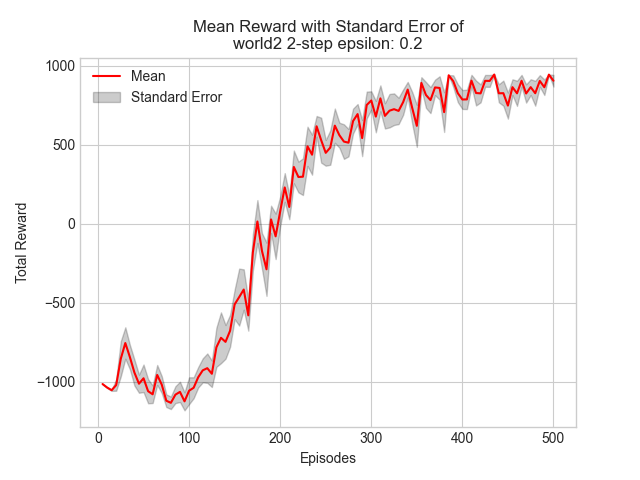 Mean Reward with Standard Error of
world2 2-step epsilon: 0.2
Mean
Standard Error
1000
500
0
−500
−1000
Total Reward
0 100 200 300 400 500
Episodes